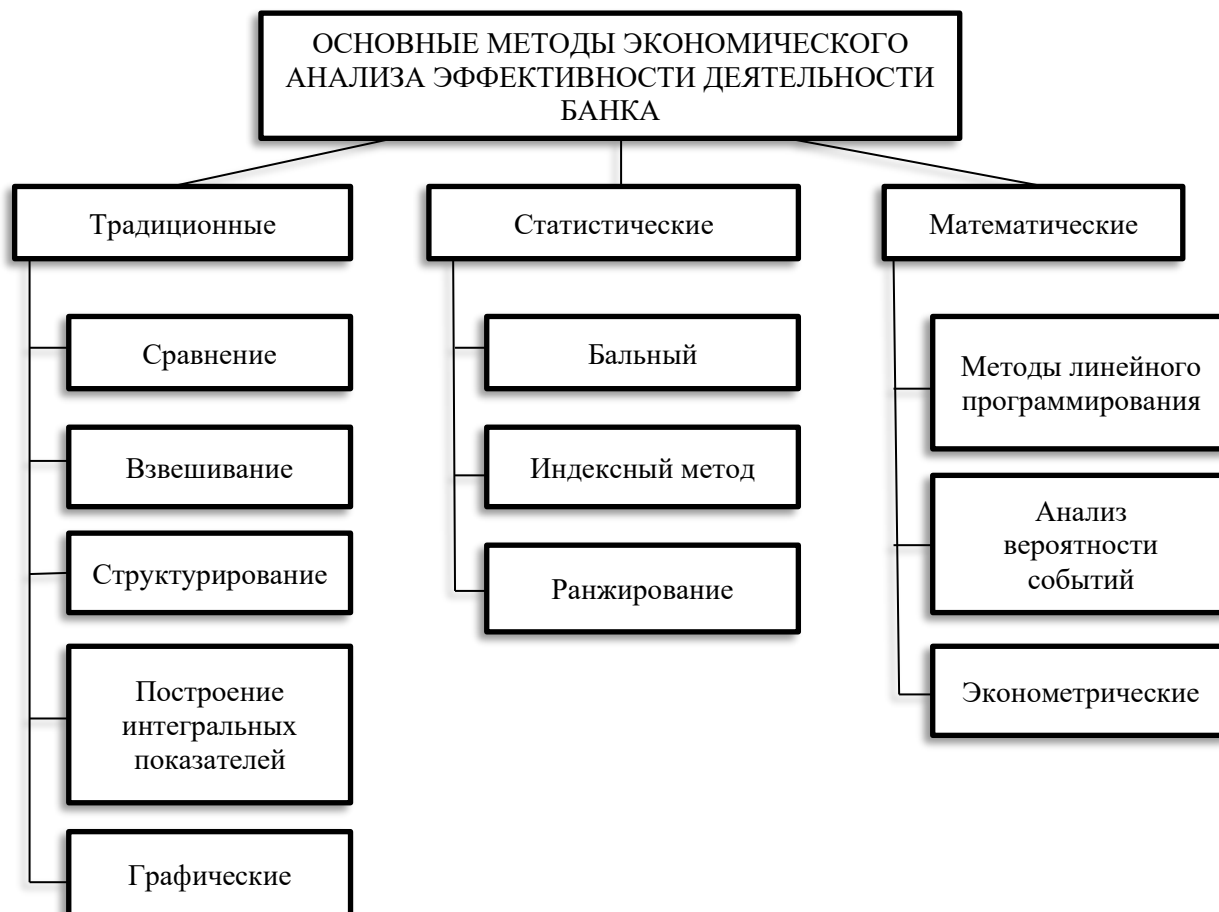 ОСНОВНЫЕ МЕТОДЫ ЭКОНОМИЧЕСКОГО
АНАЛИЗА ЭФФЕКТИВНОСТИ ДЕЯТЕЛЬНОСТИ
БАНКА
Традиционные
Сравнение
Взвешивание
Структурирование
Построение
интегральных
показателей
Графические
Статистические
Бальный
Индексный метод
Ранжирование
Математические
Методы линейного
программирования
Анализ
вероятности
событий
Эконометрические